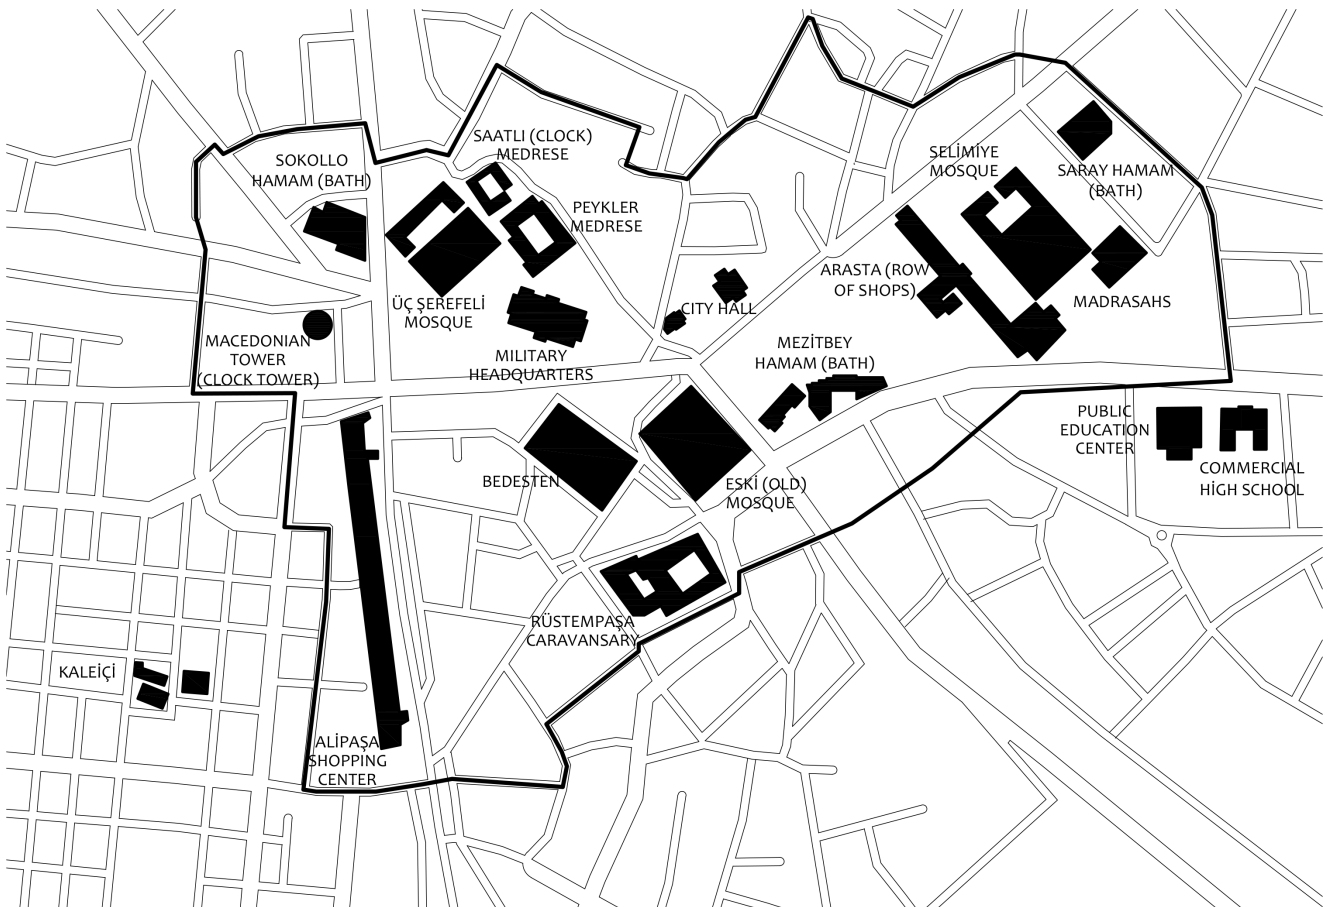 SAATLI (CLOCK)
MEDRESE
SOKOLLO
HAMAM (BATH)
SELİMİYE
MOSQUE
SARAY HAMAM
(BATH)
PEYKLER
MEDRESE
ARASTA (ROW
OF SHOPS)
MADRASAHS
ÜÇ ŞEREFELİ
MOSQUE
CITY HALL
MACEDONIAN
TOWER
(CLOCK TOWER)
MILITARY
HEADQUARTERS
MEZİTBEY
HAMAM (BATH)
PUBLIC
EDUCATION
CENTER
COMMERCIAL
HIGH SCHOOL
BEDESTEN
ESKİ (OLD)
MOSQUE
RÜSTEMPAŞA
CARAVANSARY
KALEİÇİ
ALİPAŞA
SHOPPING
CENTER